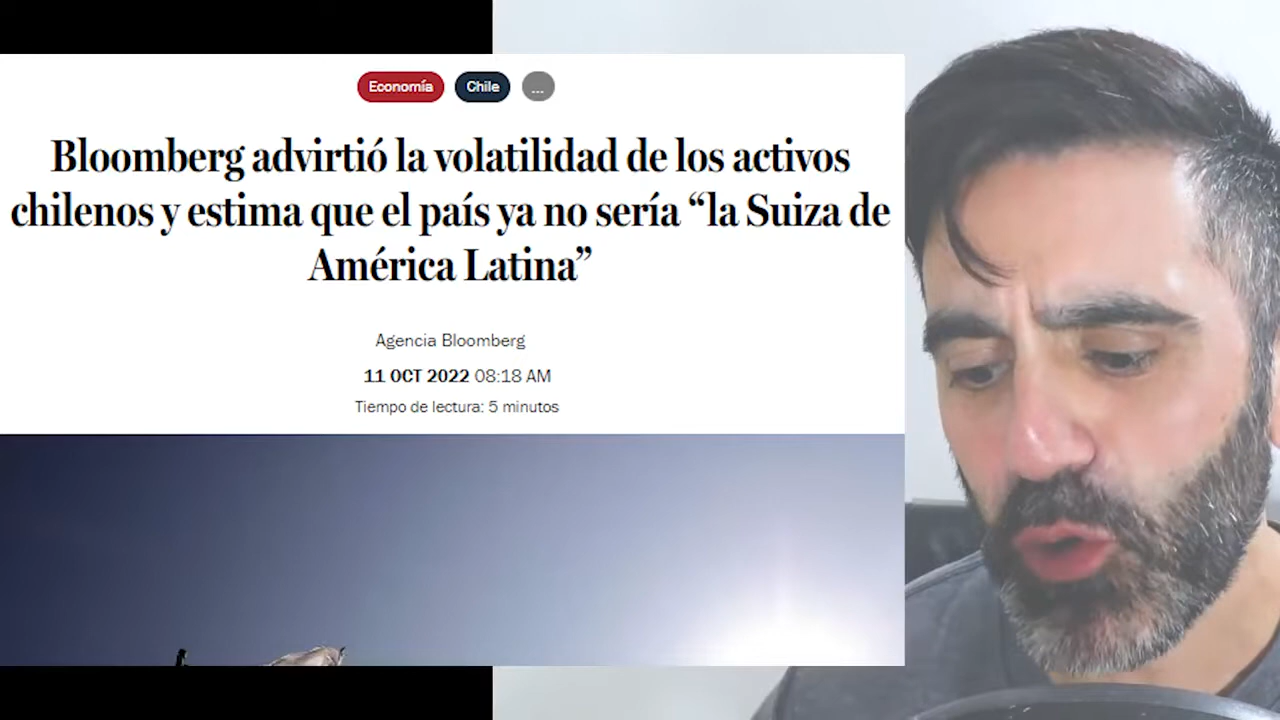 Economía Chile ...
Bloomberg advirtió la volatilidad de los activos
chilenos y estima que el país ya no sería “la Suiza de
América Latina”
Agencia Bloomberg
11 OCT 2022 08:18 AM
Tiempo de lectura: 5 minutos